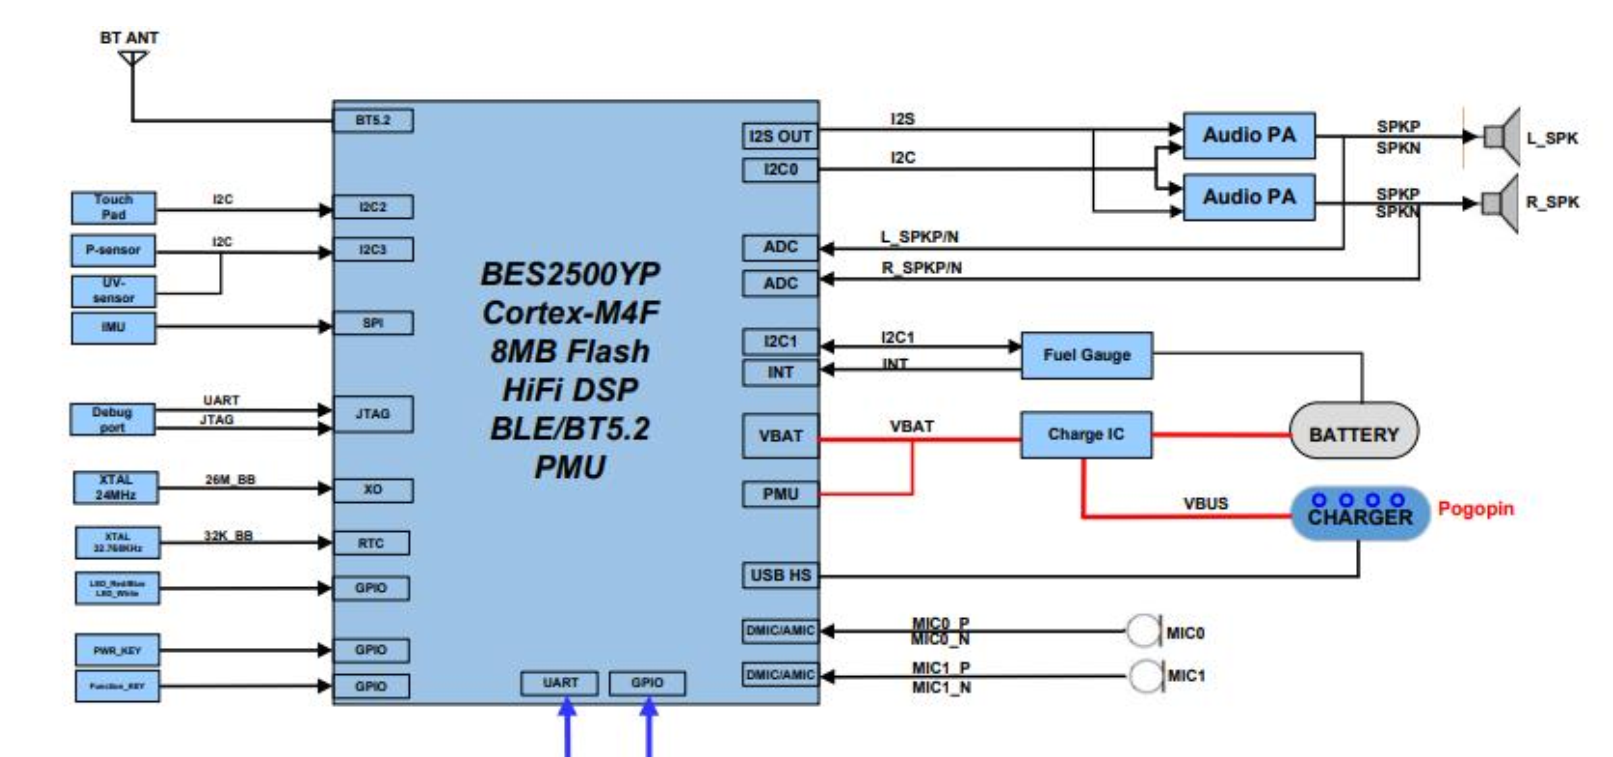 BT ANT
BT5.2
Touch
Pad
I2C
I2C2
P-sensor
I2C
I2C3
UV-
sensor
IMU
SPI
Debug
port
UART
JTAG
JTAG
XTAL
24MHz
26M_BB
XO
XTAL
32.768KHz
32K_BB
RTC
LED_Red/Blue
LED_White
GPIO
PWR_KEY
GPIO
Function_KEY
GPIO
BES2500YP
Cortex-M4F
8MB Flash
HiFi DSP
BLE/BT5.2
PMU
UART
GPIO
I2S OUT
I2S
Audio PA
SPKP
SPKN
L_SPK
I2C0
I2C
Audio PA
SPKP
SPKN
R_SPK
ADC
L_SPKP/N
ADC
R_SPKP/N
I2C1
I2C1
Fuel Gauge
INT
INT
VBAT
VBAT
Charge IC
BATTERY
PMU
VBUS
CHARGER
Pogopin
USB HS
DMIC/AMIC
MIC0_P
MIC0_N
MIC0
DMIC/AMIC
MIC1_P
MIC1_N
MIC1